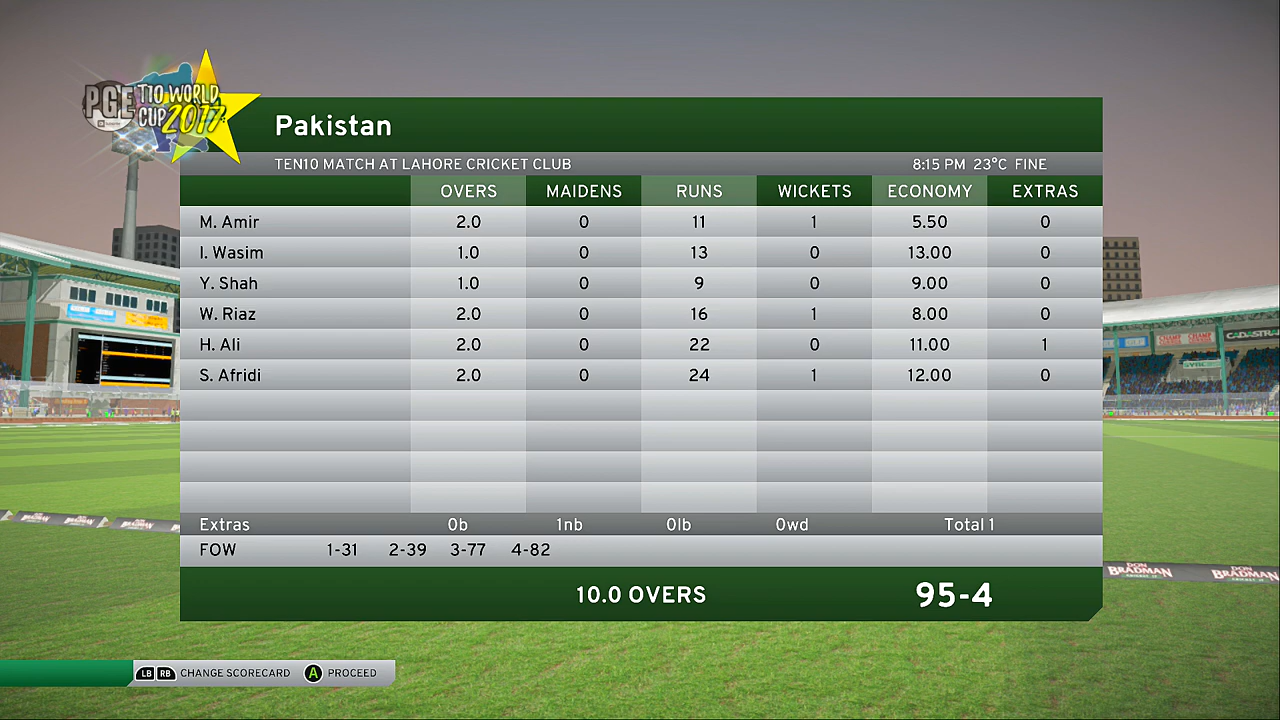 PGE T10 WORLD
CUP 2017
Pakistan
TEN10 MATCH AT LAHORE CRICKET CLUB 8:15 PM 23°C FINE
OVERS MAIDENS RUNS WICKETS ECONOMY EXTRAS
M. Amir 2.0 0 11 1 5.50 0
I. Wasim 1.0 0 13 0 13.00 0
Y. Shah 1.0 0 9 0 9.00 0
W. Riaz 2.0 0 16 1 8.00 0
H. Ali 2.0 0 22 0 11.00 1
S. Afridi 2.0 0 24 1 12.00 0
Extras 0b 1nb 0lb 0wd Total 1
FOW 1-31 2-39 3-77 4-82
DON BRADMAN DON BRADMAN
10.0 OVERS 95-4
LB RB CHANGE SCORECARD A PROCEED